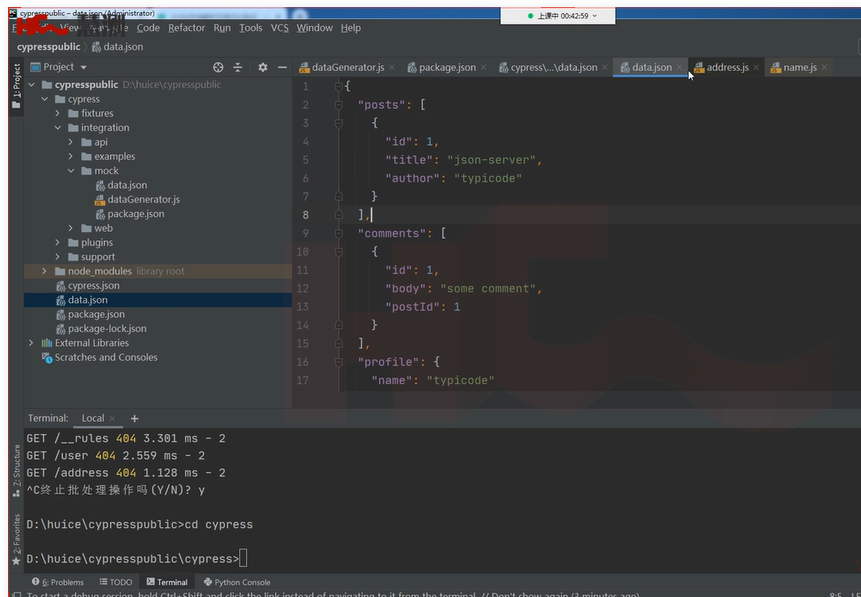 cypresspublic – data.json (Administrator)
上课中 00:42:59
Code Refactor Run Tools VCS Window Help
cypresspublic data.json
Project
dataGenerator.js package.json cypress\...\data.json data.json address.js name.js
1: Project
cypresspublic D:\huice\cypresspublic
cypress
fixtures
integration
api
examples
mock
data.json
dataGenerator.js
package.json
web
plugins
support
node_modules library root
cypress.json
data.json
package.json
package-lock.json
External Libraries
Scratches and Consoles
1 {
2 "posts": [
3 {
4 "id": 1,
5 "title": "json-server",
6 "author": "typicode"
7 }
8 ],
9 "comments": [
10 {
11 "id": 1,
12 "body": "some comment",
13 "postId": 1
14 }
15 ],
16 "profile": {
17 "name": "typicode"
Terminal: Local +
GET /__rules 404 3.301 ms - 2
GET /user 404 2.559 ms - 2
GET /address 404 1.128 ms - 2
^C终止批处理操作吗(Y/N)? y
D:\huice\cypresspublic>cd cypress
D:\huice\cypresspublic\cypress>
7: Structure
2: Favorites
6: Problems TODO Terminal Python Console
To start a debug session, hold Ctrl+Shift and click the link instead of navigating to it from the terminal. // Don't show again (3 minutes ago)
8:5